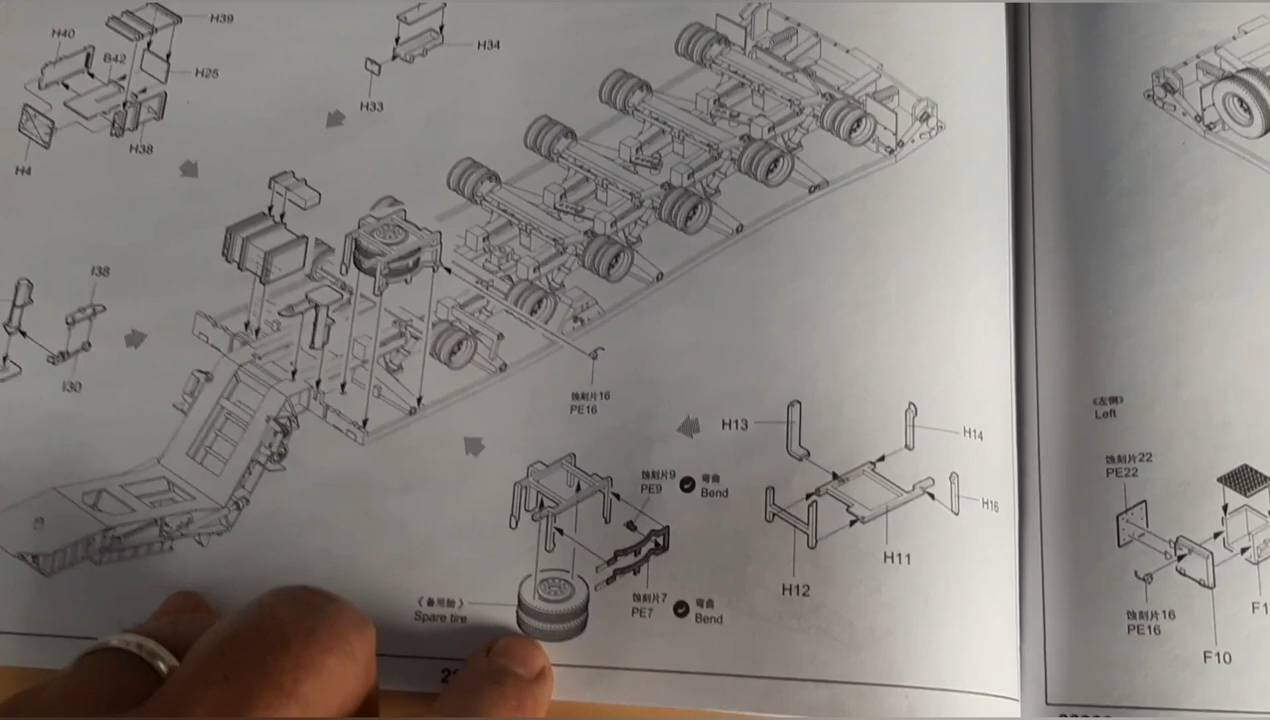 H39
H40
B42
H25
H38
H4
H34
H33
I38
I30
蚀刻片16
PE16
H13
H14
H16
H11
H12
蚀刻片9
PE9
弯曲
Bend
蚀刻片7
PE7
弯曲
Bend
《备用胎》
Spare tire
《左侧》
Left
蚀刻片22
PE22
蚀刻片16
PE16
F10